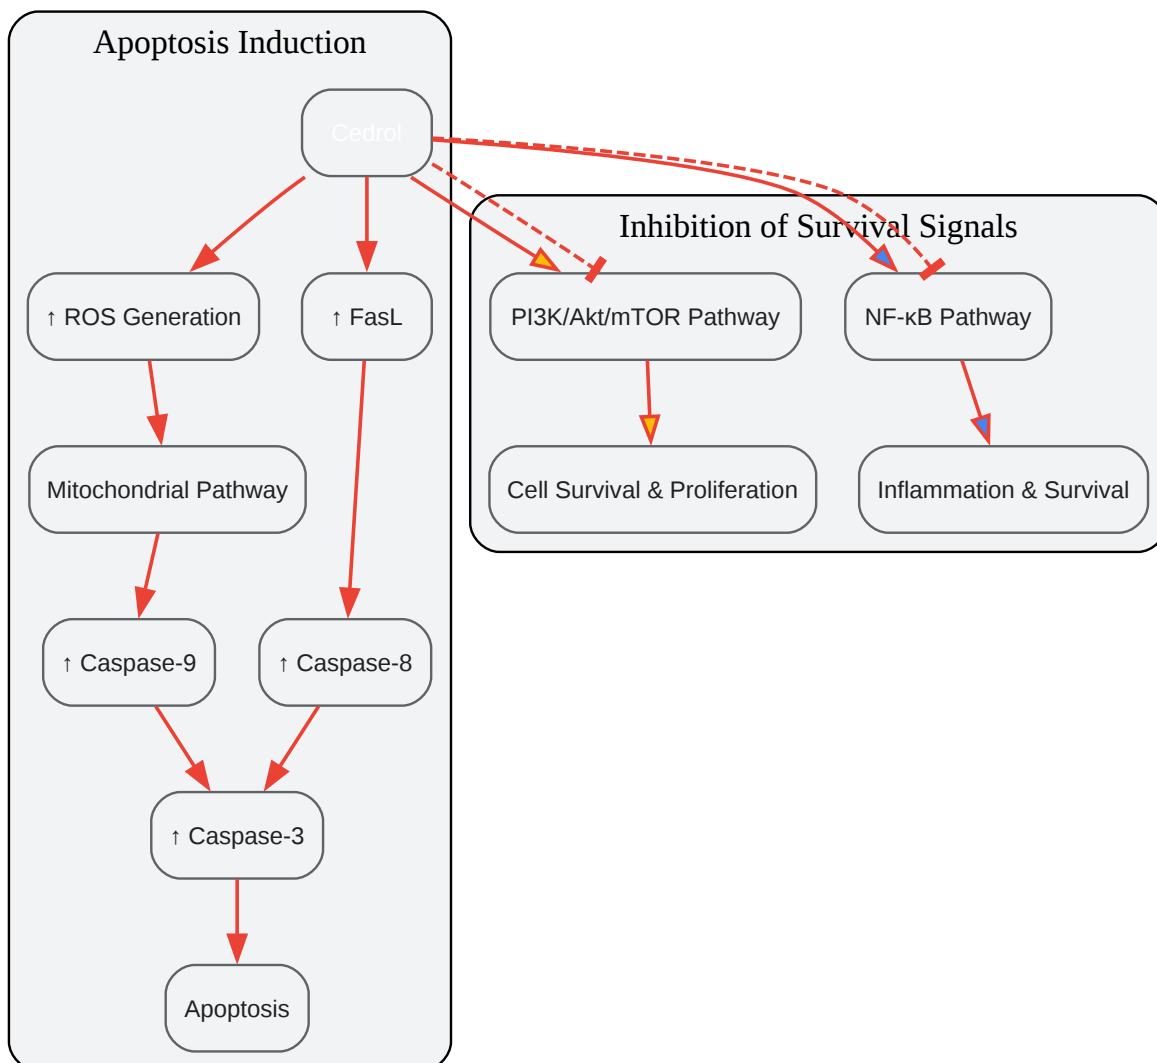 Apoptosis Induction
Cedrol
Inhibition of Survival Signals
↑ ROS Generation
↑ FasL
PI3K/Akt/mTOR Pathway
NF-κB Pathway
Mitochondrial Pathway
Cell Survival & Proliferation
Inflammation & Survival
↑ Caspase-9
↑ Caspase-8
↑ Caspase-3
Apoptosis